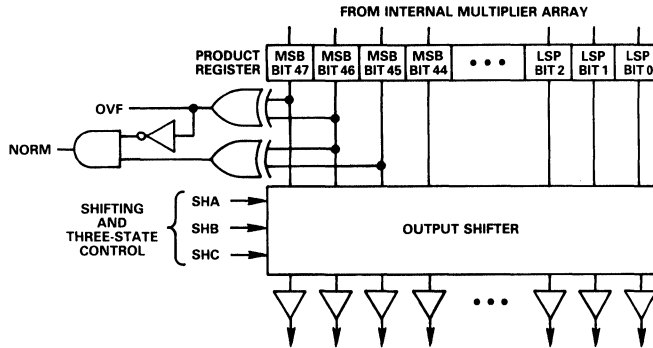 FROM INTERNAL MULTIPLIER ARRAY
PRODUCT REGISTER
MSB BIT 47
MSB BIT 46
MSB BIT 45
MSB BIT 44
•••
LSP BIT 2
LSP BIT 1
LSP BIT 0
OVF
NORM
SHIFTING AND THREE-STATE CONTROL
SHA
SHB
SHC
OUTPUT SHIFTER
•••